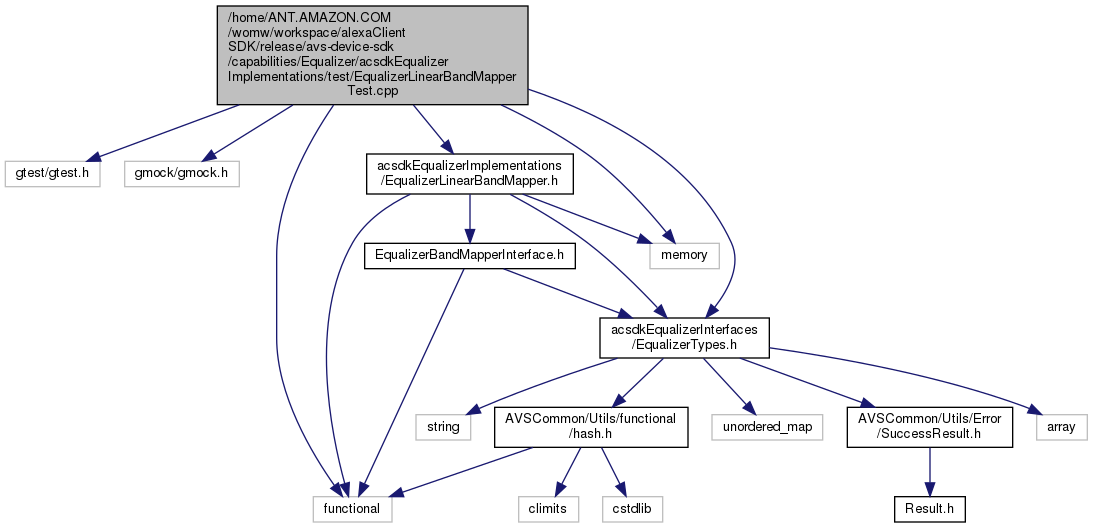 /home/ANT.AMAZON.COM
/womw/workspace/alexaClient
SDK/release/avs-device-sdk
/capabilities/Equalizer/acsdkEqualizer
Implementations/test/EqualizerLinearBandMapper
Test.cpp
gtest/gtest.h
gmock/gmock.h
acsdkEqualizerImplementations
/EqualizerLinearBandMapper.h
EqualizerBandMapperInterface.h
memory
acsdkEqualizerInterfaces
/EqualizerTypes.h
string
AVSCommon/Utils/functional
/hash.h
unordered_map
AVSCommon/Utils/Error
/SuccessResult.h
array
functional
climits
cstdlib
Result.h